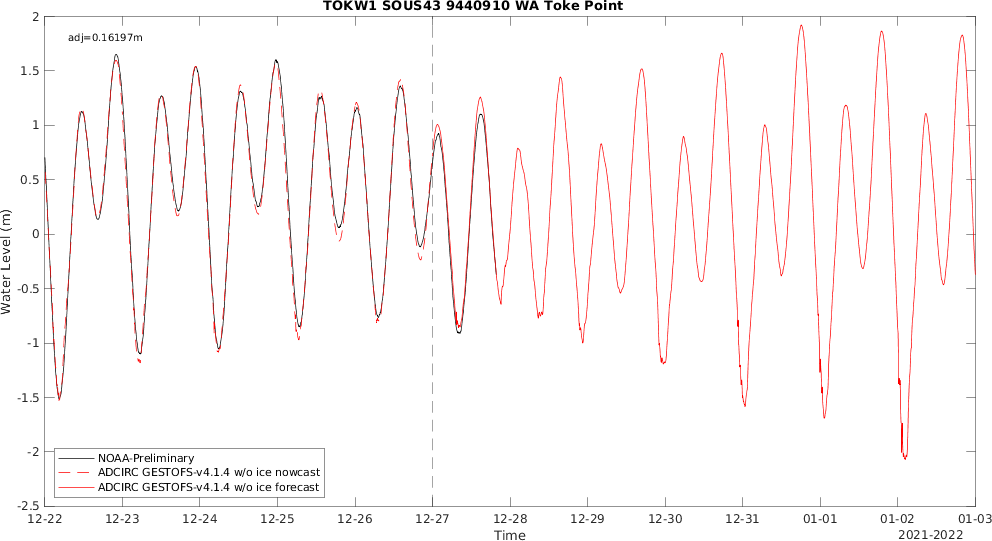 TOKW1 SOUS43 9440910 WA Toke Point
adj=0.16197m
2
1.5
1
0.5
0
-0.5
-1
-1.5
-2
-2.5
Water Level (m)
NOAA-Preliminary
ADCIRC GESTOFS-v4.1.4 w/o ice nowcast
ADCIRC GESTOFS-v4.1.4 w/o ice forecast
12-22 12-23 12-24 12-25 12-26 12-27 12-28 12-29 12-30 12-31 01-01 01-02 01-03
Time
2021-2022